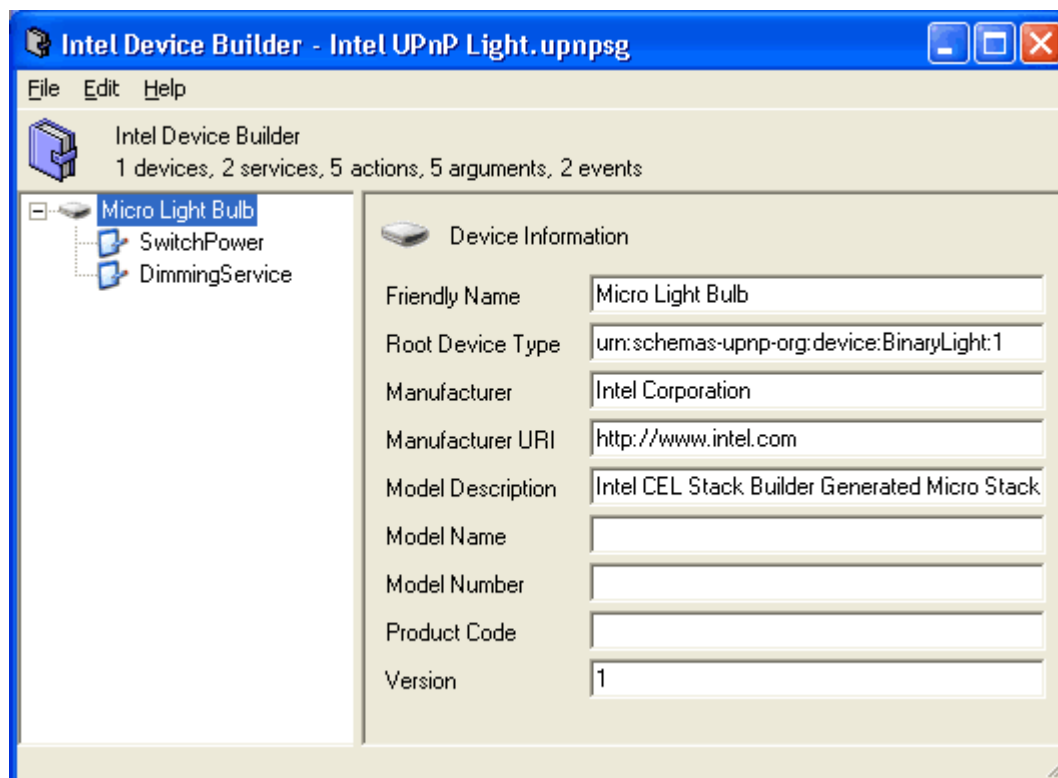 Intel Device Builder - Intel UPnP Light.upnpsg
File Edit Help
Intel Device Builder
1 devices, 2 services, 5 actions, 5 arguments, 2 events
Micro Light Bulb
SwitchPower
DimmingService
Device Information
Friendly Name Micro Light Bulb
Root Device Type urn:schemas-upnp-org:device:BinaryLight:1
Manufacturer Intel Corporation
Manufacturer URI http://www.intel.com
Model Description Intel CEL Stack Builder Generated Micro Stack
Model Name
Model Number
Product Code
Version 1